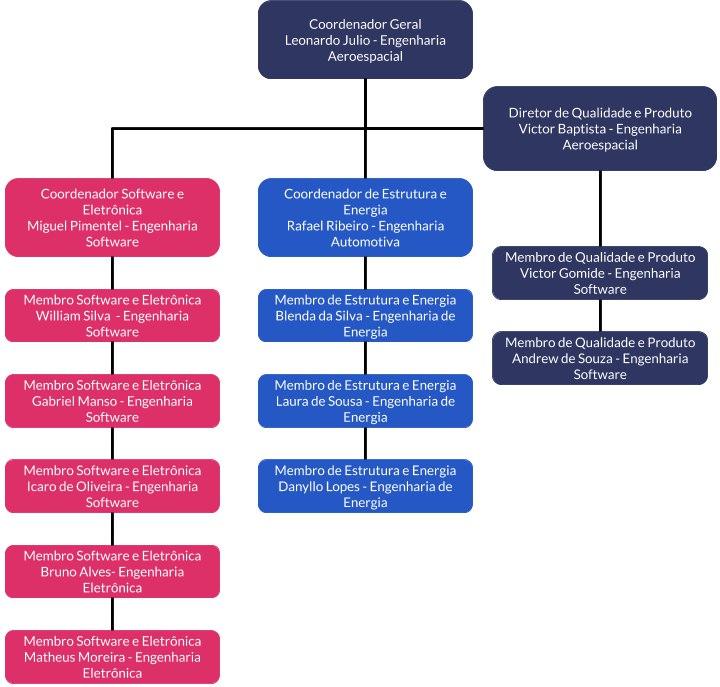 Coordenador Geral
Leonardo Julio - Engenharia
Aeroespacial
Diretor de Qualidade e Produto
Victor Baptista - Engenharia
Aeroespacial
Coordenador Software e
Eletrônica
Miguel Pimentel - Engenharia
Software
Coordenador de Estrutura e
Energia
Rafael Ribeiro - Engenharia
Automotiva
Membro de Qualidade e Produto
Victor Gomide - Engenharia
Software
Membro Software e Eletrônica
William Silva - Engenharia
Software
Membro de Estrutura e Energia
Blenda da Silva - Engenharia de
Energia
Membro de Qualidade e Produto
Andrew de Souza - Engenharia
Software
Membro Software e Eletrônica
Gabriel Manso - Engenharia
Software
Membro de Estrutura e Energia
Laura de Sousa - Engenharia de
Energia
Membro Software e Eletrônica
Icaro de Oliveira - Engenharia
Software
Membro de Estrutura e Energia
Danyllo Lopes - Engenharia de
Energia
Membro Software e Eletrônica
Bruno Alves- Engenharia
Eletrônica
Membro Software e Eletrônica
Matheus Moreira - Engenharia
Eletrônica